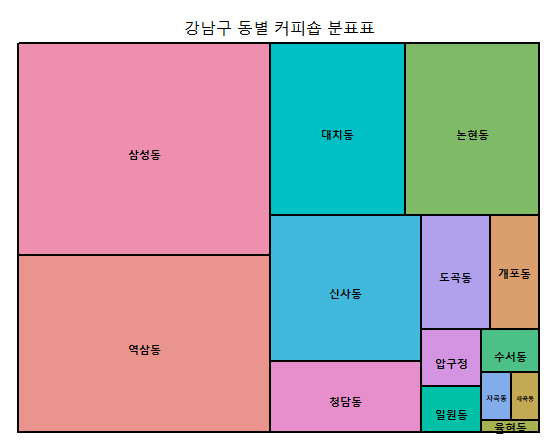 강남구 동별 커피숍 분표표
삼성동
대치동
논현동
역삼동
신사동
도곡동
개포동
청담동
압구정
수서동
일원동
자곡동
세곡동
율현동